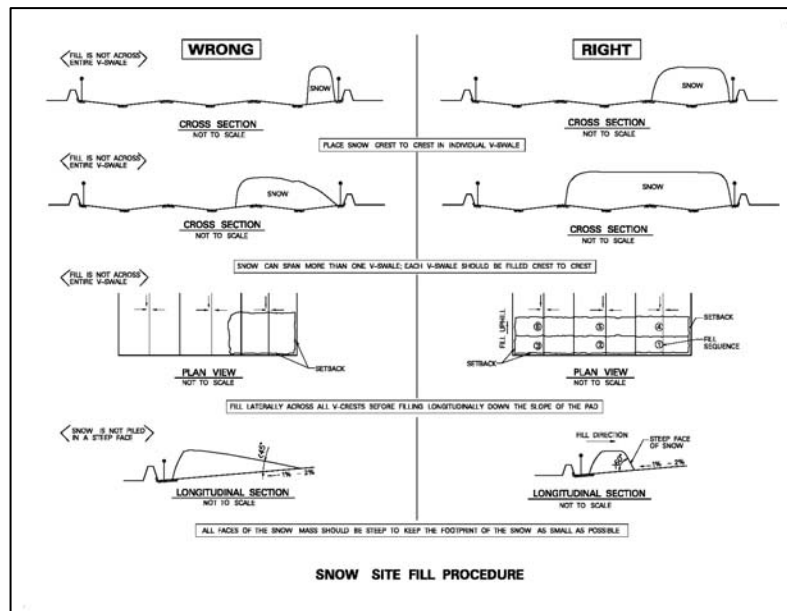 WRONG
RIGHT
FILL IS NOT ACROSS
ENTIRE V-SWALE
SNOW
SNOW
CROSS SECTION
NOT TO SCALE
CROSS SECTION
NOT TO SCALE
PLACE SNOW CREST TO CREST IN INDIVIDUAL V-SWALE
FILL IS NOT ACROSS
ENTIRE V-SWALE
SNOW
SNOW
CROSS SECTION
NOT TO SCALE
CROSS SECTION
NOT TO SCALE
SNOW CAN SPAN MORE THAN ONE V-SWALE; EACH V-SWALE SHOULD BE FILLED CREST TO CREST
FILL IS NOT ACROSS
ENTIRE V-SWALE
FILL UPHILL
6
5
4
3
2
1
SETBACK
FILL
SEQUENCE
SETBACK
SETBACK
PLAN VIEW
NOT TO SCALE
PLAN VIEW
NOT TO SCALE
FILL LATERALLY ACROSS ALL V-CRESTS BEFORE FILLING LONGITUDINALLY DOWN THE SLOPE OF THE PAD
SNOW IS NOT PILED
IN A STEEP FACE
<45°
1% - 2%
FILL DIRECTION
STEEP FACE
OF SNOW
1% - 2%
LONGITUDINAL SECTION
NOT TO SCALE
LONGITUDINAL SECTION
NOT TO SCALE
ALL FACES OF THE SNOW MASS SHOULD BE STEEP TO KEEP THE FOOTPRINT OF THE SNOW AS SMALL AS POSSIBLE
SNOW SITE FILL PROCEDURE